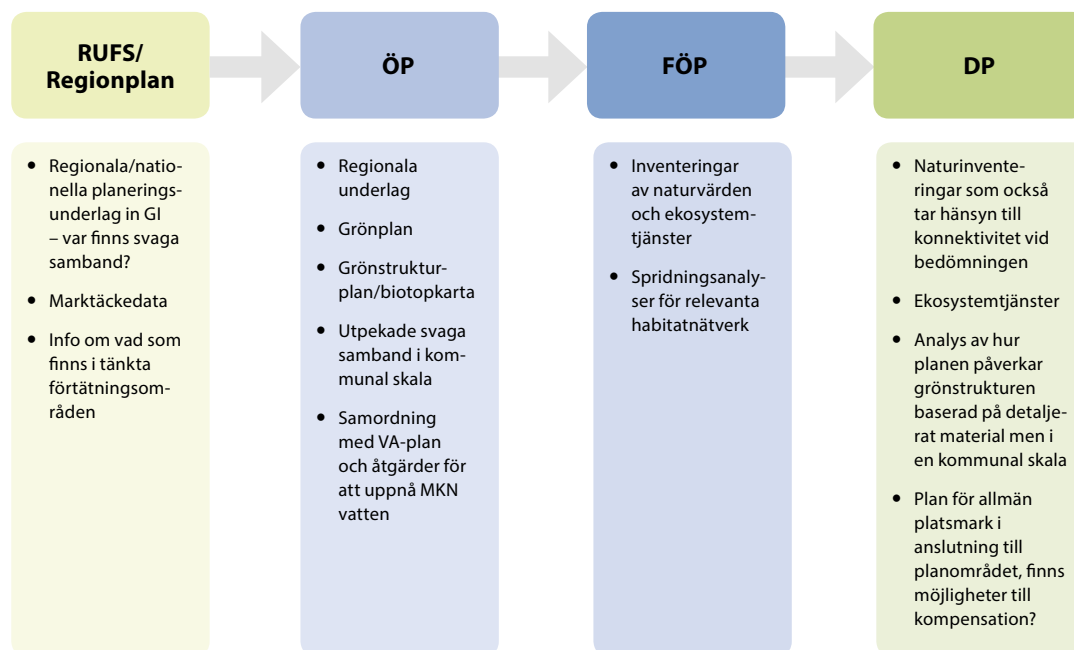 RUFS/
Regionplan
ÖP
FÖP
DP
• Regionala/natio-
nella planerings-
underlag in GI
– var finns svaga
samband?
• Marktäckedata
• Info om vad som
finns i tänkta
förtätningsom-
råden
• Regionala
underlag
• Grönplan
• Grönstruktur-
plan/biotopkarta
• Utpekade svaga
samband i kom-
munal skala
• Samordning
med VA-plan
och åtgärder för
att uppnå MKN
vatten
• Inventeringar
av naturvärden
och ekosystem-
tjänster
• Spridningsanaly-
ser för relevanta
habitatnätverk
• Naturinvente-
ringar som också
tar hänsyn till
konnektivitet vid
bedömningen
• Ekosystemtjänster
• Analys av hur
planen påverkar
grönstrukturen
baserad på detalje-
rat material men i
en kommunal skala
• Plan för allmän
platsmark i
anslutning till
planområdet, finns
möjligheter till
kompensation?